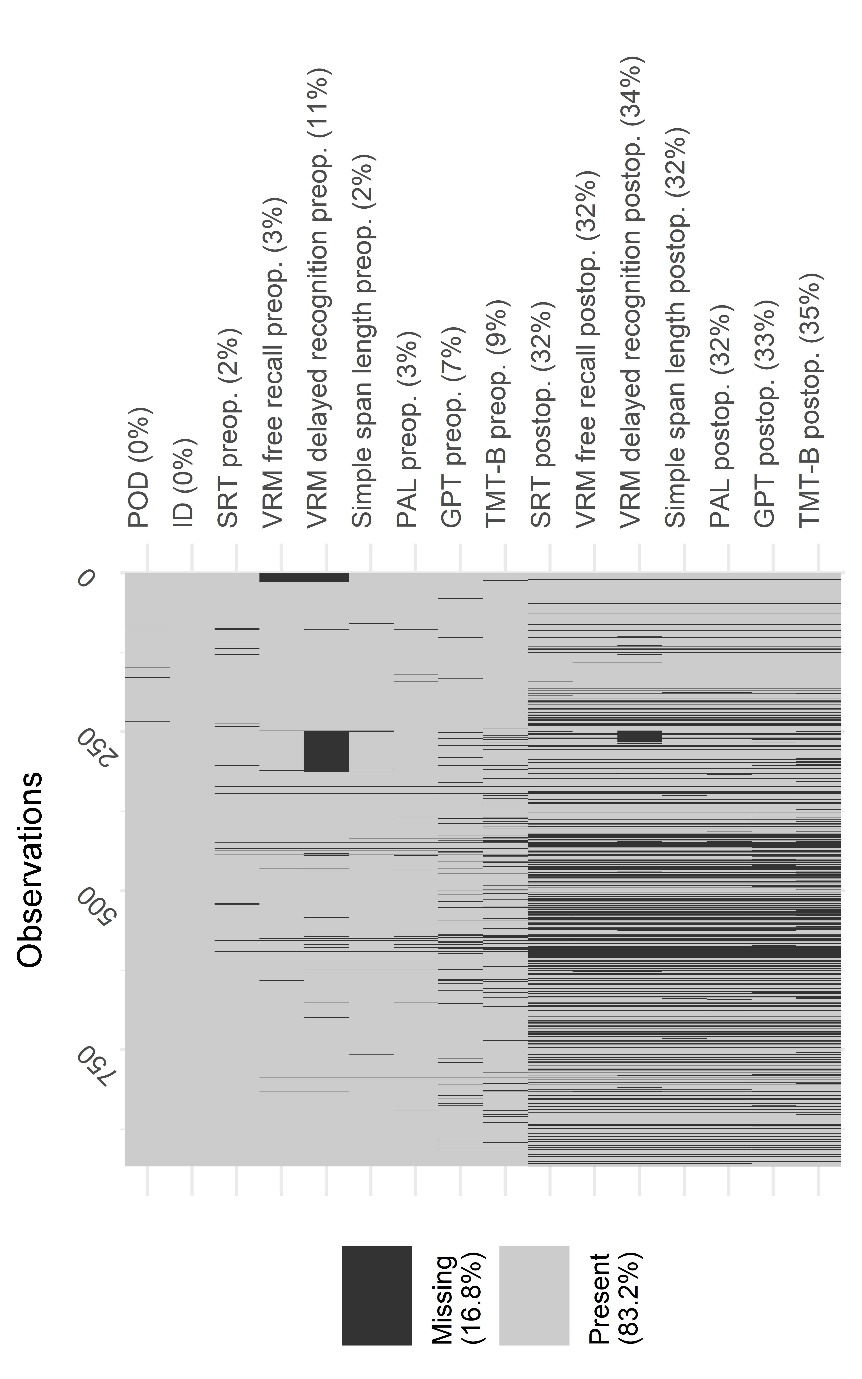 POD (0%)
ID (0%)
SRT preop. (2%)
VRM free recall preop. (3%)
VRM delayed recognition preop. (11%)
Simple span length preop. (2%)
PAL preop. (3%)
GPT preop. (7%)
TMT-B preop. (9%)
SRT postop. (32%)
VRM free recall postop. (32%)
VRM delayed recognition postop. (34%)
Simple span length postop. (32%)
PAL postop. (32%)
GPT postop. (33%)
TMT-B postop. (35%)
Observations
0
250
500
750
Missing
(16.8%)
Present
(83.2%)